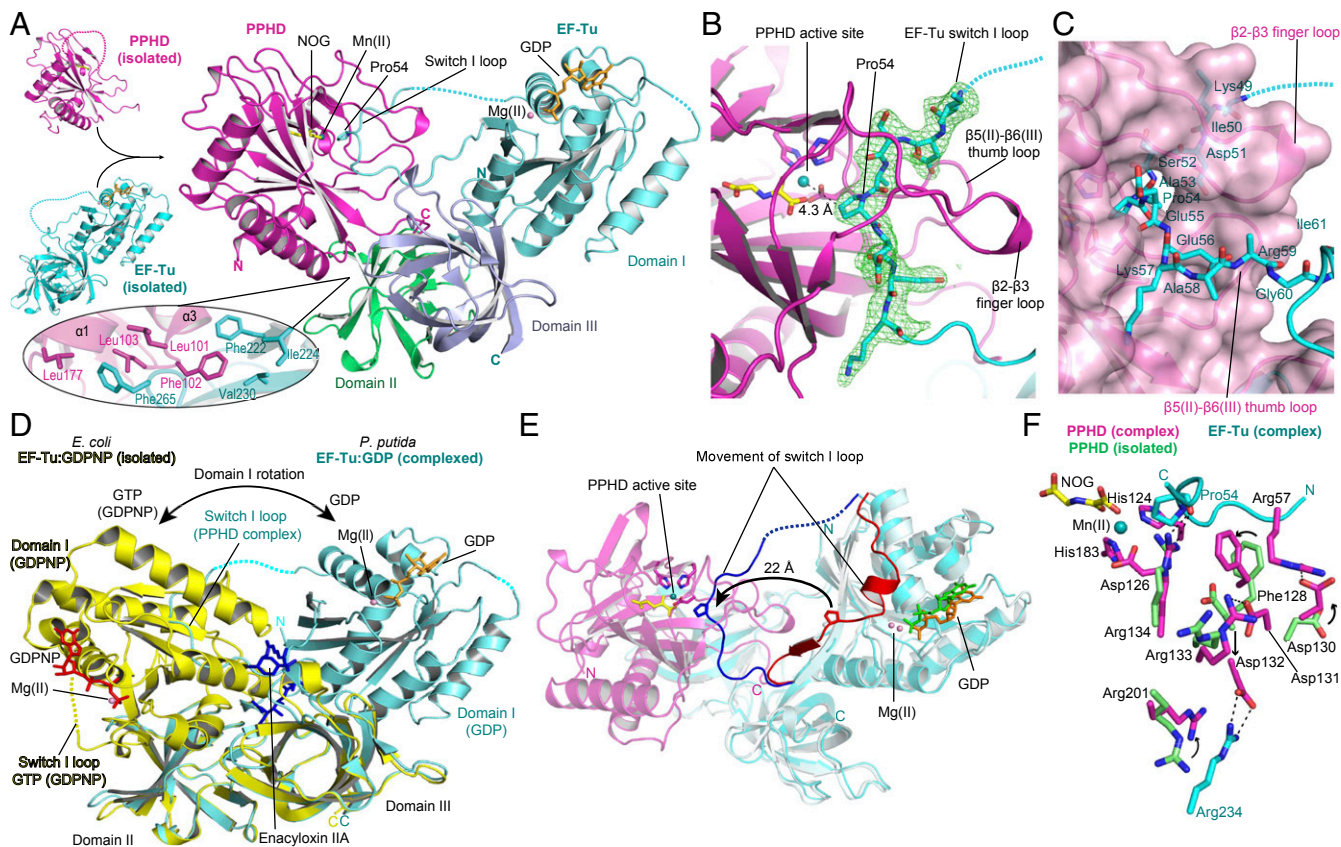 A
PPHD
(isolated)
EF-Tu
(isolated)
PPHD
NOG
Mn(II)
Pro54
Switch I loop
EF-Tu
GDP
Mg(II)
N
C
N
Domain I
Domain III
C
Domain II
α1
α3
Leu103
Leu101
Leu177
Phe102
Phe265
Phe222
Ile224
Val230
B
PPHD active site
EF-Tu switch I loop
Pro54
β5(II)-β6(III)
thumb loop
4.3 Å
β2-β3
finger loop
C
β2-β3 finger loop
Lys49
Ile50
Asp51
Ser52
Ala53
Pro54
Glu55
Glu56
Lys57
Ala58
Arg59
Gly60
Ile61
β5(II)-β6(III) thumb loop
D
E. coli
EF-Tu:GDPNP (isolated)
P. putida
EF-Tu:GDP (complexed)
Domain I rotation
GTP
(GDPNP)
GDP
Switch I loop
(PPHD complex)
Mg(II)
GDP
Domain I
(GDPNP)
N
GDPNP
Mg(II)
Domain I
(GDP)
Switch I loop
GTP (GDPNP)
Domain III
C
C
Domain II
Enacyloxin IIA
E
Movement of switch I loop
PPHD active site
N
22 Å
N
C
C
Mg(II)
GDP
F
PPHD (complex)
PPHD (isolated)
EF-Tu (complex)
NOG
His124
C
Pro54
Arg57
N
Mn(II)
His183
Asp126
Phe128
Arg134
Asp130
Arg133
Asp132
Asp131
Arg201
Arg234